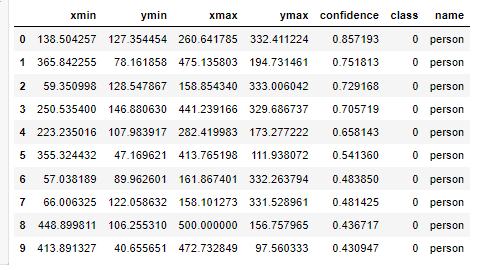 xmin ymin xmax ymax confidence class name
0 138.504257 127.354454 260.641785 332.411224 0.857193 0 person
1 365.842255 78.161858 475.135803 194.731461 0.751813 0 person
2 59.350998 128.547867 158.854340 333.006042 0.729168 0 person
3 250.535400 146.880630 441.239166 329.686737 0.705719 0 person
4 223.235016 107.983917 282.419983 173.277222 0.658143 0 person
5 355.324432 47.169621 413.765198 111.938072 0.541360 0 person
6 57.038189 89.962601 161.867401 332.263794 0.483850 0 person
7 66.006325 122.058632 158.101273 331.528961 0.481425 0 person
8 448.899811 106.255310 500.000000 156.757965 0.436717 0 person
9 413.891327 40.655651 472.732849 97.560333 0.430947 0 person